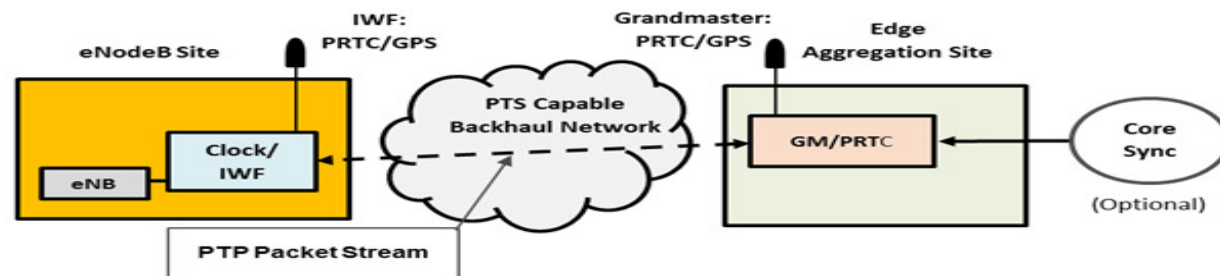 IWF:
PRTC/GPS
eNodeB Site
Grandmaster:
PRTC/GPS
Edge
Aggregation Site
PTS Capable
Backhaul Network
Clock/
IWF
eNB
GM/PRTC
Core
Sync
(Optional)
PTP Packet Stream